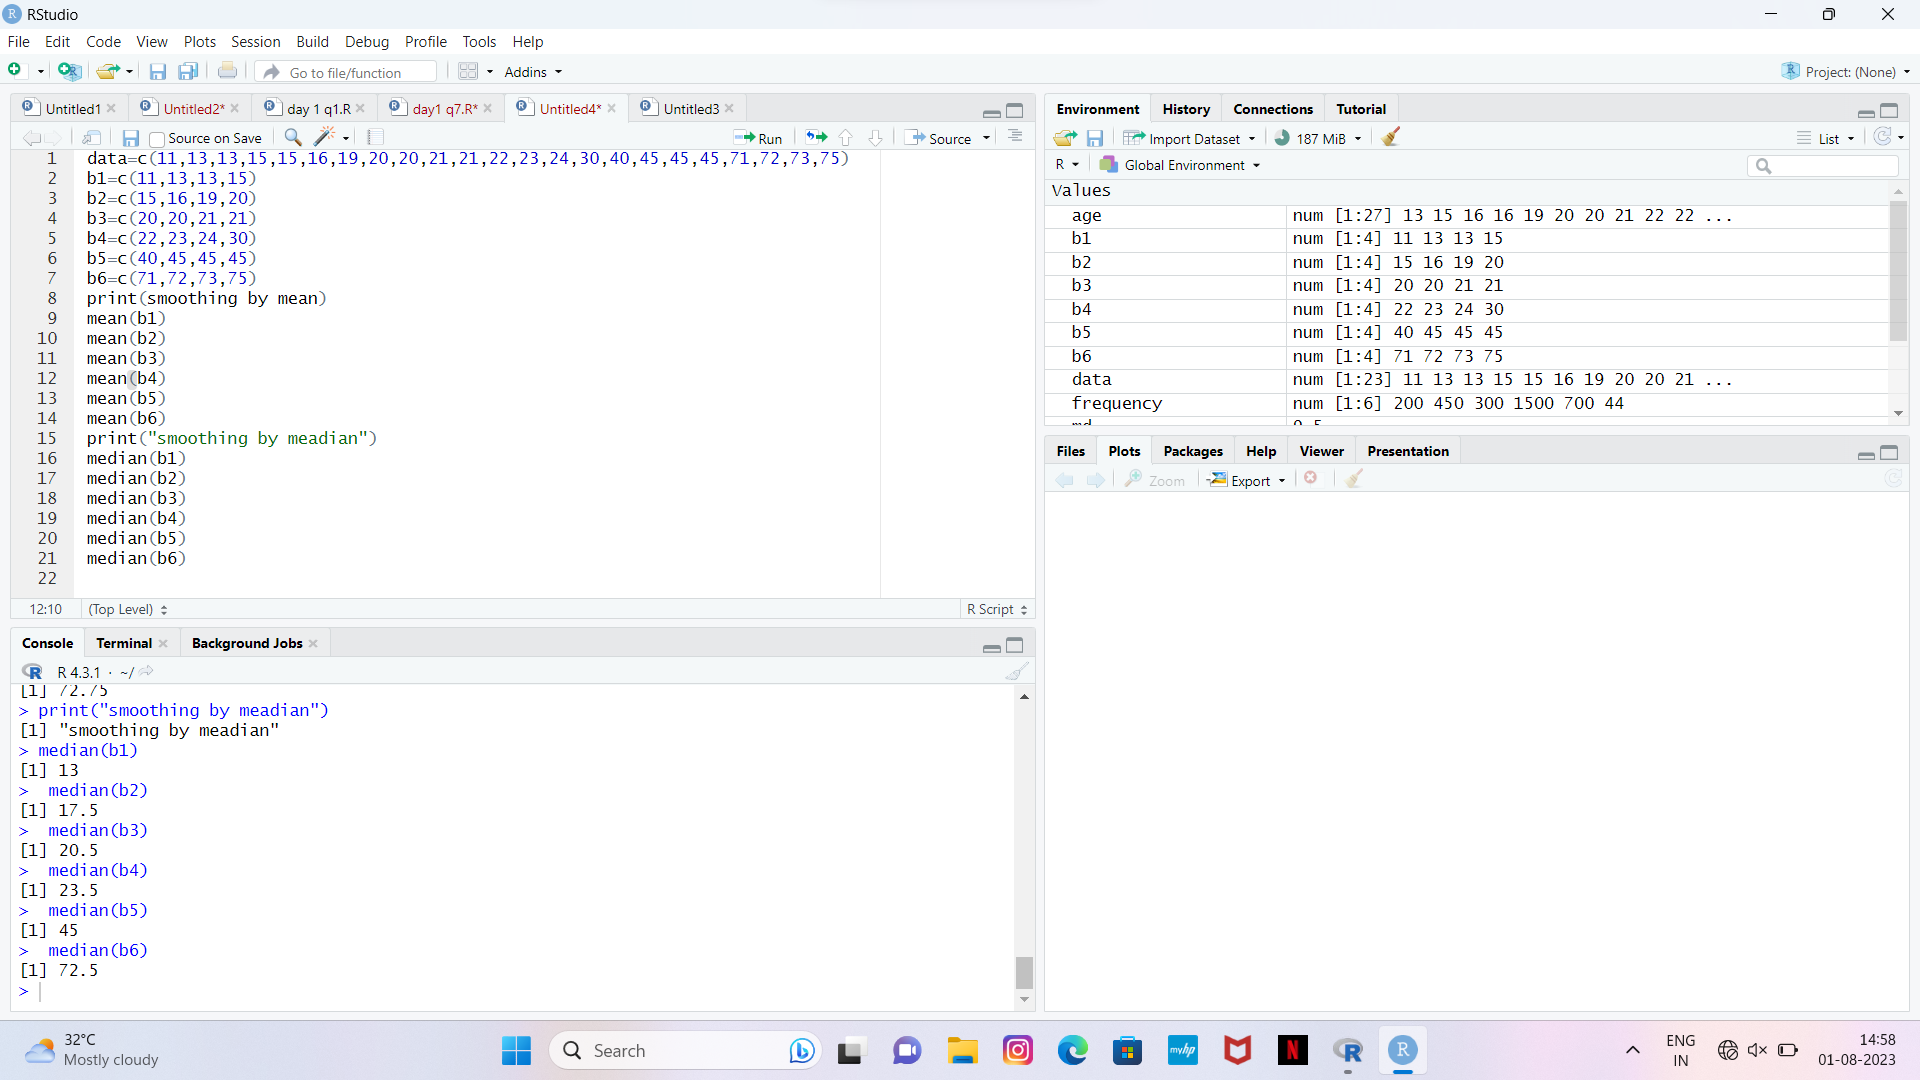 RStudio
File Edit Code View Plots Session Build Debug Profile Tools Help
Go to file/function Addins Project: (None)
Untitled1 Untitled2* day 1 q1.R day1 q7.R* Untitled4* Untitled3
Source on Save Run Source
1 data=c(11,13,13,15,15,16,19,20,20,21,21,22,23,24,30,40,45,45,45,71,72,73,75)
2 b1=c(11,13,13,15)
3 b2=c(15,16,19,20)
4 b3=c(20,20,21,21)
5 b4=c(22,23,24,30)
6 b5=c(40,45,45,45)
7 b6=c(71,72,73,75)
8 print(smoothing by mean)
9 mean(b1)
10 mean(b2)
11 mean(b3)
12 mean(b4)
13 mean(b5)
14 mean(b6)
15 print("smoothing by meadian")
16 median(b1)
17 median(b2)
18 median(b3)
19 median(b4)
20 median(b5)
21 median(b6)
22
12:10 (Top Level) R Script
Console Terminal Background Jobs
R 4.3.1 · ~/
[1] 72.75
> print("smoothing by meadian")
[1] "smoothing by meadian"
> median(b1)
[1] 13
> median(b2)
[1] 17.5
> median(b3)
[1] 20.5
> median(b4)
[1] 23.5
> median(b5)
[1] 45
> median(b6)
[1] 72.5
>
Environment History Connections Tutorial
Import Dataset 187 MiB List
R Global Environment
Values
age num [1:27] 13 15 16 16 19 20 20 21 22 22 ...
b1 num [1:4] 11 13 13 15
b2 num [1:4] 15 16 19 20
b3 num [1:4] 20 20 21 21
b4 num [1:4] 22 23 24 30
b5 num [1:4] 40 45 45 45
b6 num [1:4] 71 72 73 75
data num [1:23] 11 13 13 15 15 16 19 20 20 21 ...
frequency num [1:6] 200 450 300 1500 700 44
Files Plots Packages Help Viewer Presentation
Zoom Export
32°C
Mostly cloudy
Search
myhp
N
R
ENG
IN
14:58
01-08-2023